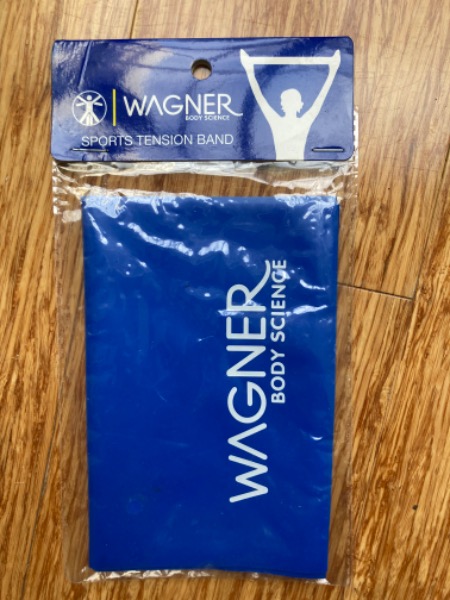 WAGNER
BODY SCIENCE
SPORTS TENSION BAND
WAGNER
BODY SCIENCE